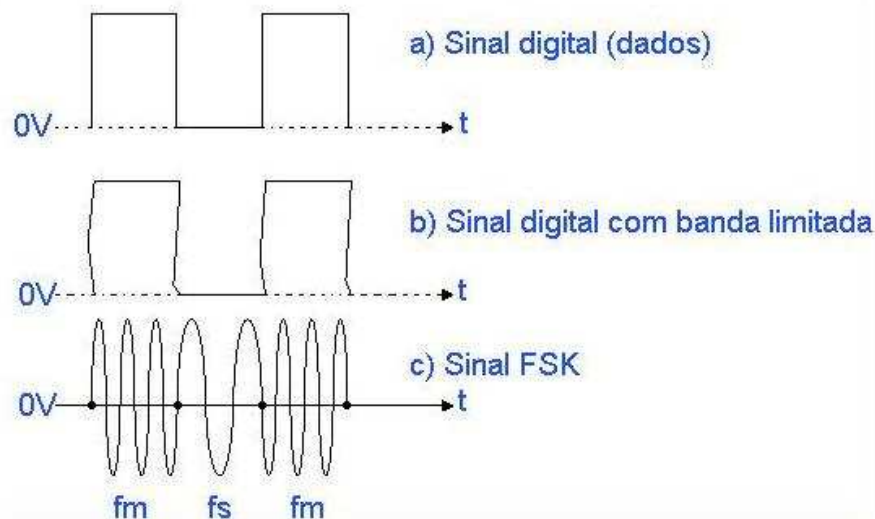 a) Sinal digital (dados)
0V
t
b) Sinal digital com banda limitada
0V
t
c) Sinal FSK
0V
t
fm fs fm